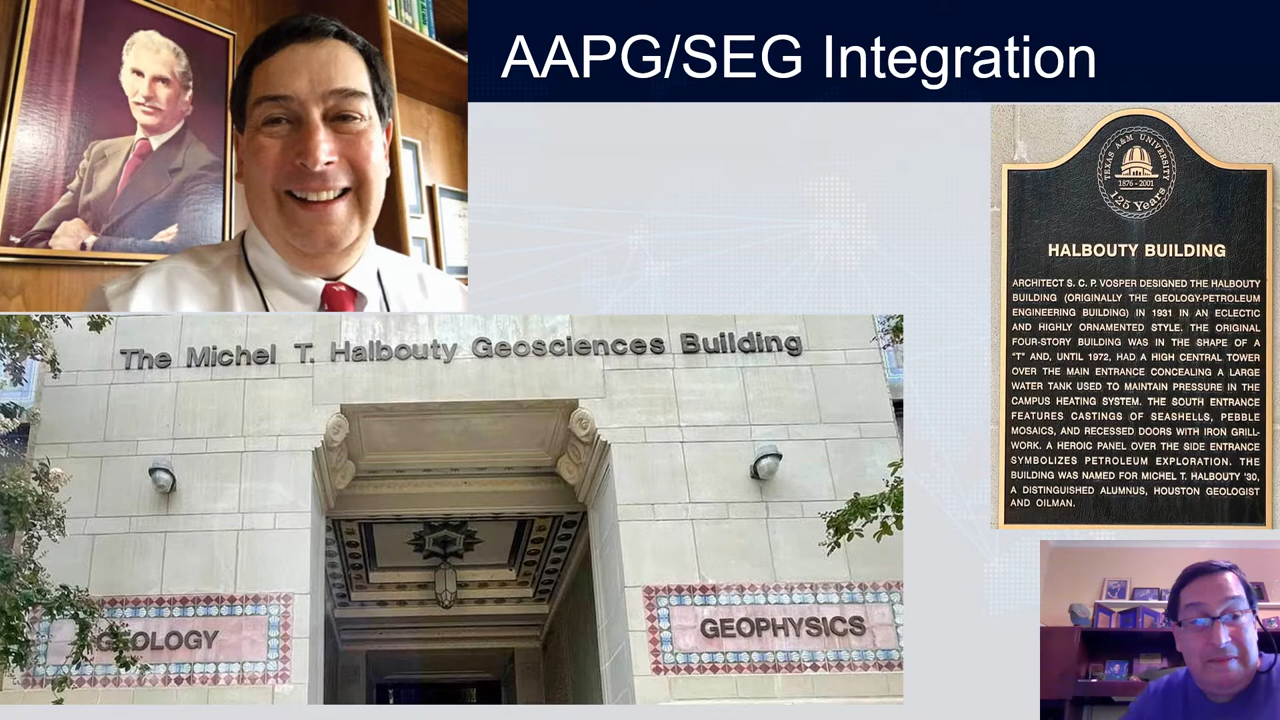 AAPG/SEG Integration
TEXAS A&M UNIVERSITY
1876 - 2001
125 Years
HALBOUTY BUILDING
ARCHITECT S. C. P. VOSPER DESIGNED THE HALBOUTY
BUILDING (ORIGINALLY THE GEOLOGY-PETROLEUM
ENGINEERING BUILDING) IN 1931 IN AN ECLECTIC
AND HIGHLY ORNAMENTED STYLE. THE ORIGINAL
FOUR-STORY BUILDING WAS IN THE SHAPE OF A
"T" AND, UNTIL 1972, HAD A HIGH CENTRAL TOWER
OVER THE MAIN ENTRANCE CONCEALING A LARGE
WATER TANK USED TO MAINTAIN PRESSURE IN THE
CAMPUS HEATING SYSTEM. THE SOUTH ENTRANCE
FEATURES CASTINGS OF SEASHELLS, PEBBLE
MOSAICS, AND RECESSED DOORS WITH IRON GRILL-
WORK. A HEROIC PANEL OVER THE SIDE ENTRANCE
SYMBOLIZES PETROLEUM EXPLORATION. THE
BUILDING WAS NAMED FOR MICHEL T. HALBOUTY '30,
A DISTINGUISHED ALUMNUS, HOUSTON GEOLOGIST
AND OILMAN.
The Michel T. Halbouty Geosciences Building
GEOLOGY
GEOPHYSICS